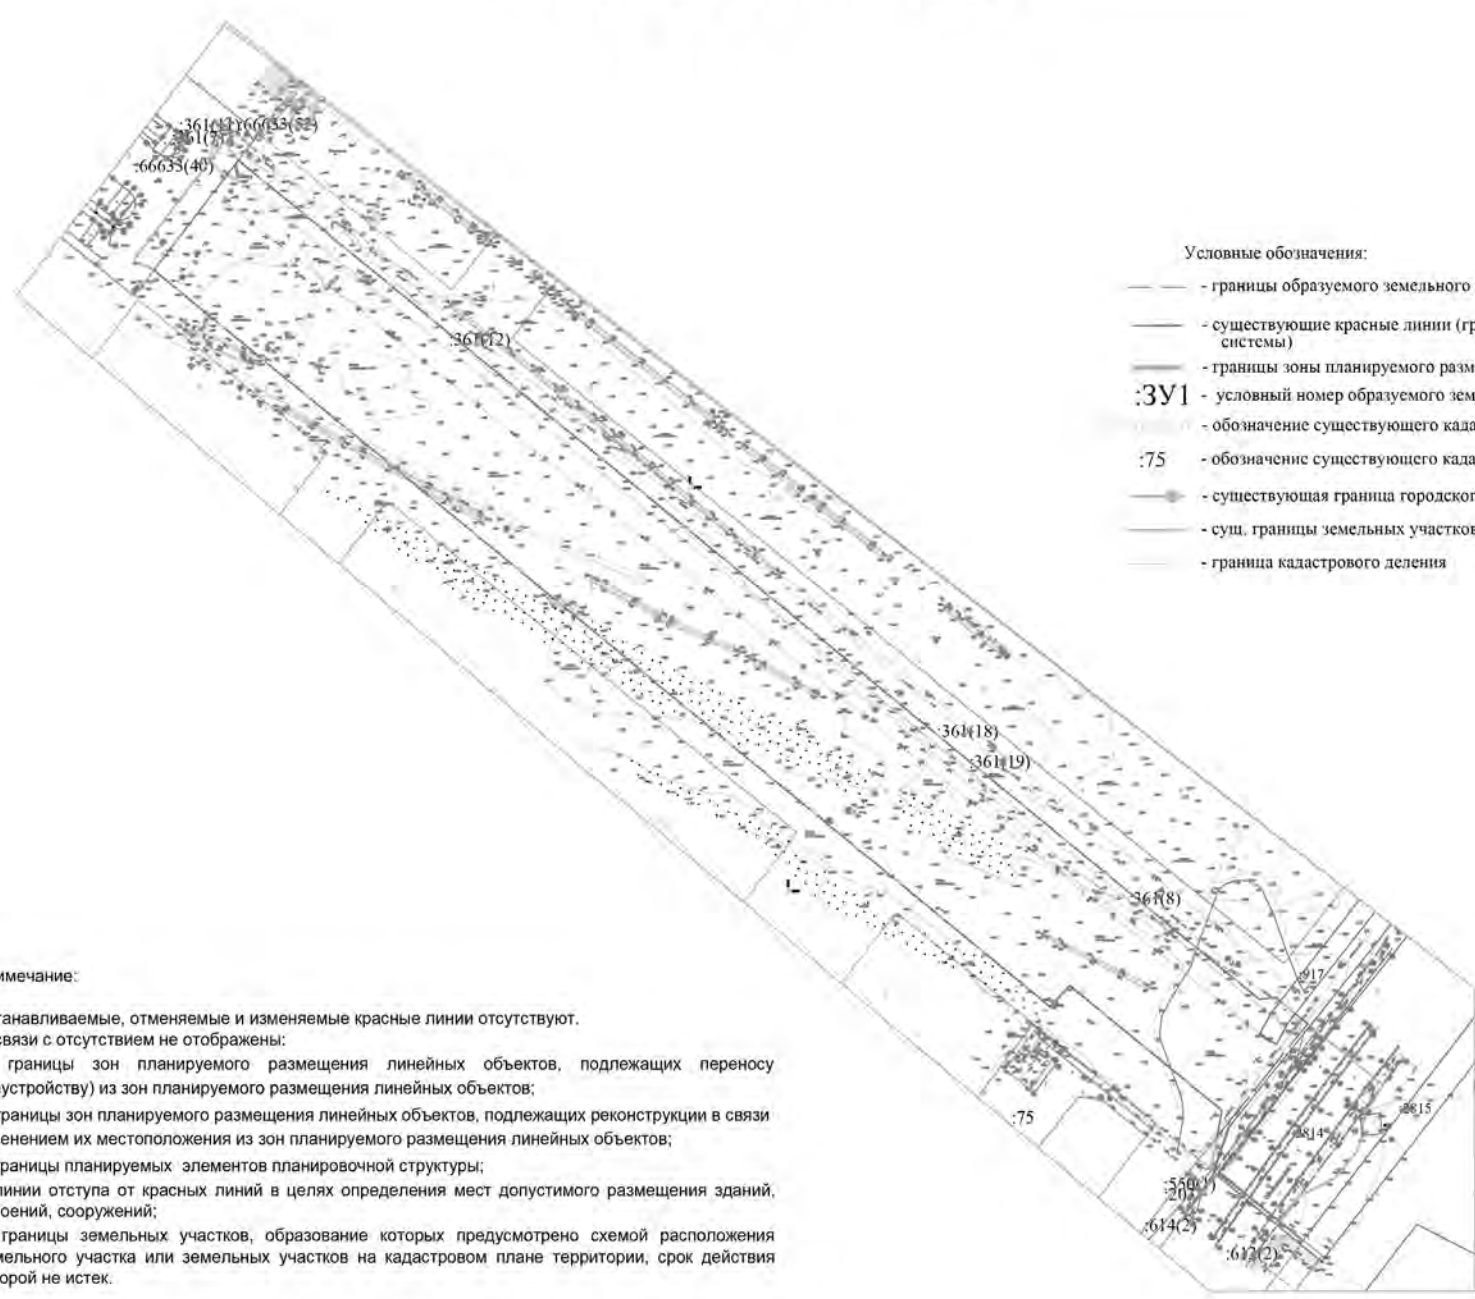 :361(11):66633(52)
:361(7)
:66633(40)
:361(12)
Условные обозначения:
- границы образуемого земельного
- существующие красные линии (гр
системы)
- границы зоны планируемого разм
:ЗУ1 - условный номер образуемого зем
- обозначение существующего када
:75 - обозначение существующего када
- существующая граница городског
- сущ. границы земельных участков
- граница кадастрового деления
:361(18)
:361(19)
:361(8)
:917
имечание:
танавливаемые, отменяемые и изменяемые красные линии отсутствуют.
связи с отсутствием не отображены:
границы зон планируемого размещения линейных объектов, подлежащих переносу
устройству) из зон планируемого размещения линейных объектов;
границы зон планируемого размещения линейных объектов, подлежащих реконструкции в связи
енением их местоположения из зон планируемого размещения линейных объектов;
раницы планируемых элементов планировочной структуры;
линии отступа от красных линий в целях определения мест допустимого размещения зданий,
оений, сооружений;
границы земельных участков, образование которых предусмотрено схемой расположения
мельного участка или земельных участков на кадастровом плане территории, срок действия
орой не истек.
:75
:2815
:2814
:550(1)
:207
:614(2)
:612(2)